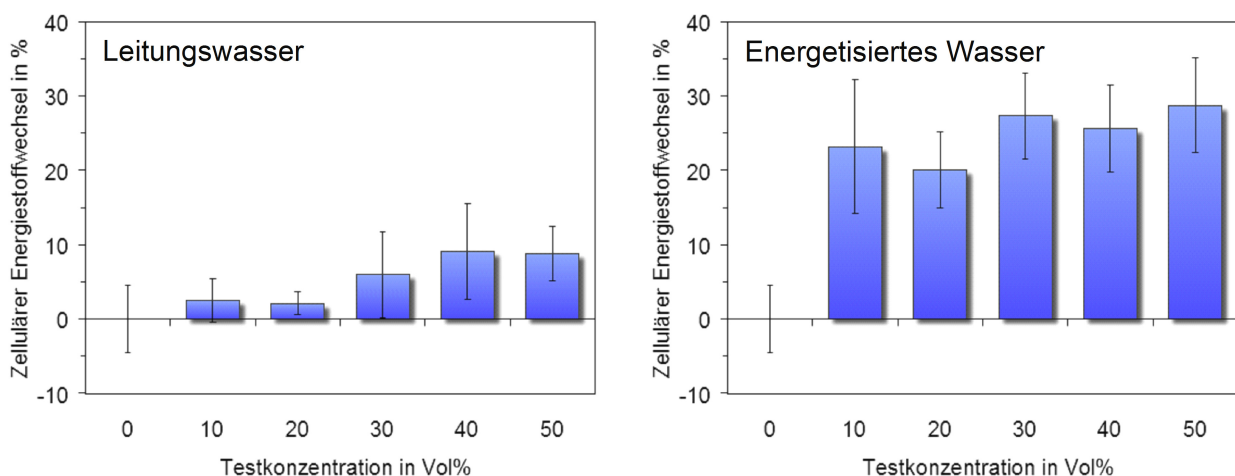 Leitungswasser
Zellulärer Energiestoffwechsel in %
40
30
20
10
0
-10
0 10 20 30 40 50
Testkonzentration in Vol%
Energetisiertes Wasser
Zellulärer Energiestoffwechsel in %
40
30
20
10
0
-10
0 10 20 30 40 50
Testkonzentration in Vol%